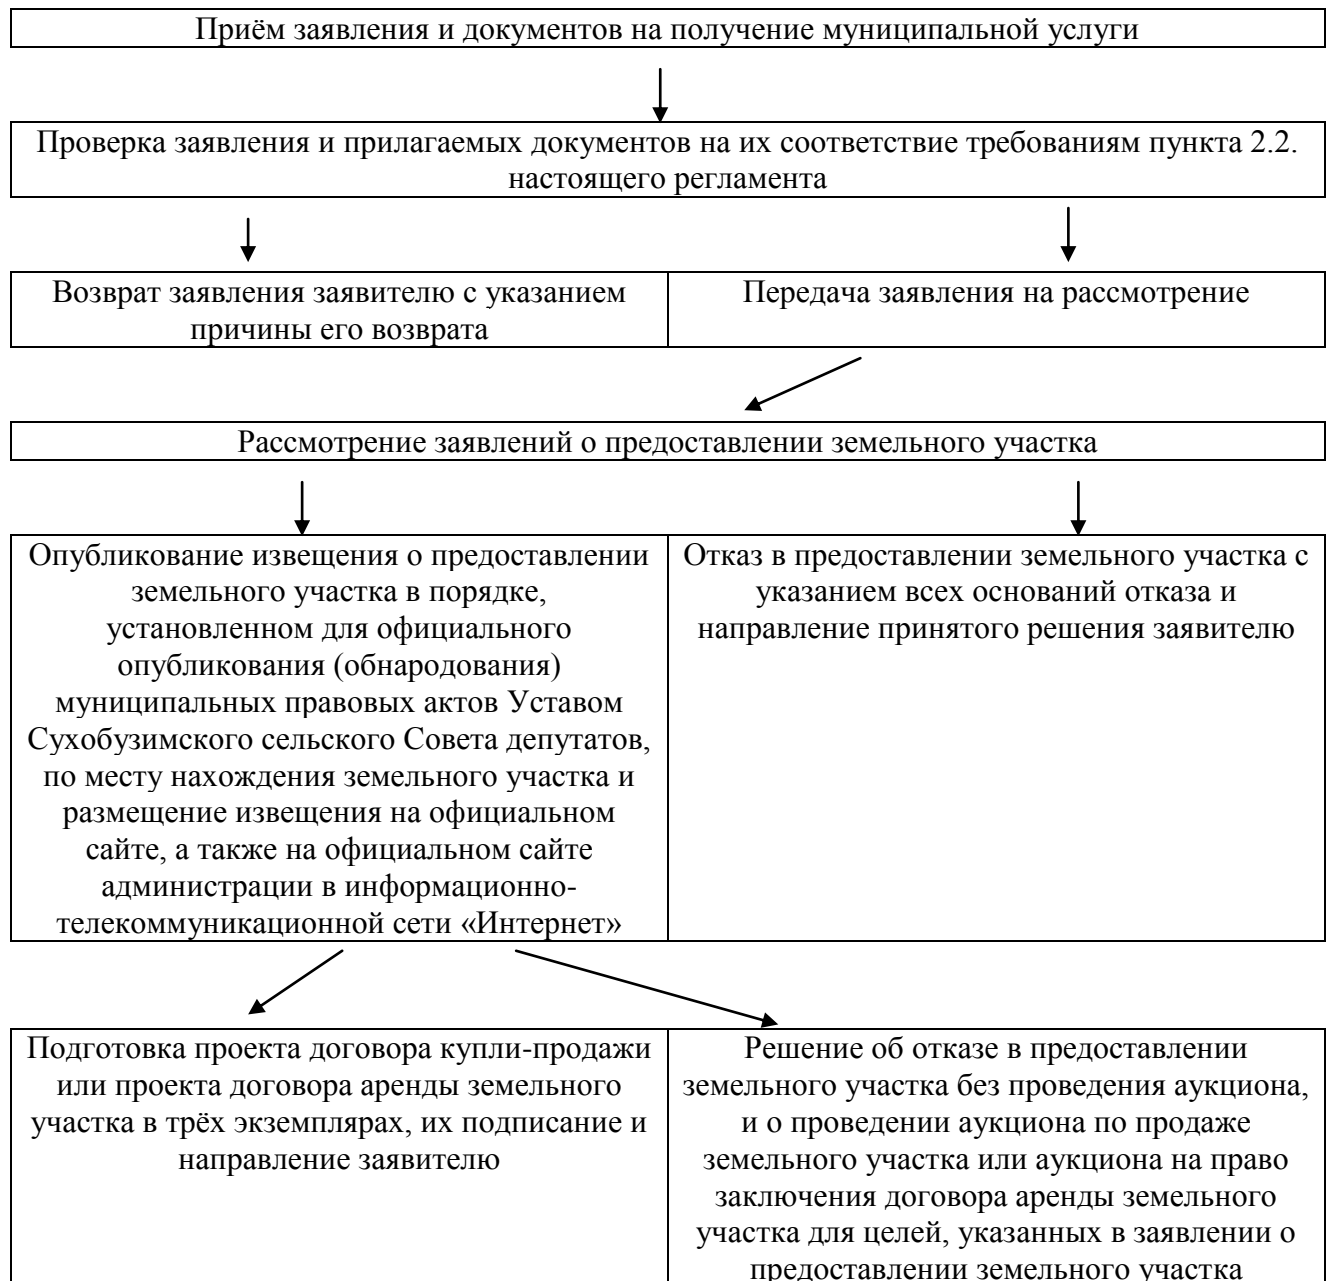 Приём заявления и документов на получение муниципальной услуги
Проверка заявления и прилагаемых документов на их соответствие требованиям пункта 2.2.
настоящего регламента
Возврат заявления заявителю с указанием
причины его возврата
Передача заявления на рассмотрение
Рассмотрение заявлений о предоставлении земельного участка
Опубликование извещения о предоставлении
земельного участка в порядке,
установленном для официального
опубликования (обнародования)
муниципальных правовых актов Уставом
Сухобузимского сельского Совета депутатов,
по месту нахождения земельного участка и
размещение извещения на официальном
сайте, а также на официальном сайте
администрации в информационно-
телекоммуникационной сети «Интернет»
Отказ в предоставлении земельного участка с
указанием всех оснований отказа и
направление принятого решения заявителю
Подготовка проекта договора купли-продажи
или проекта договора аренды земельного
участка в трёх экземплярах, их подписание и
направление заявителю
Решение об отказе в предоставлении
земельного участка без проведения аукциона,
и о проведении аукциона по продаже
земельного участка или аукциона на право
заключения договора аренды земельного
участка для целей, указанных в заявлении о
предоставлении земельного участка